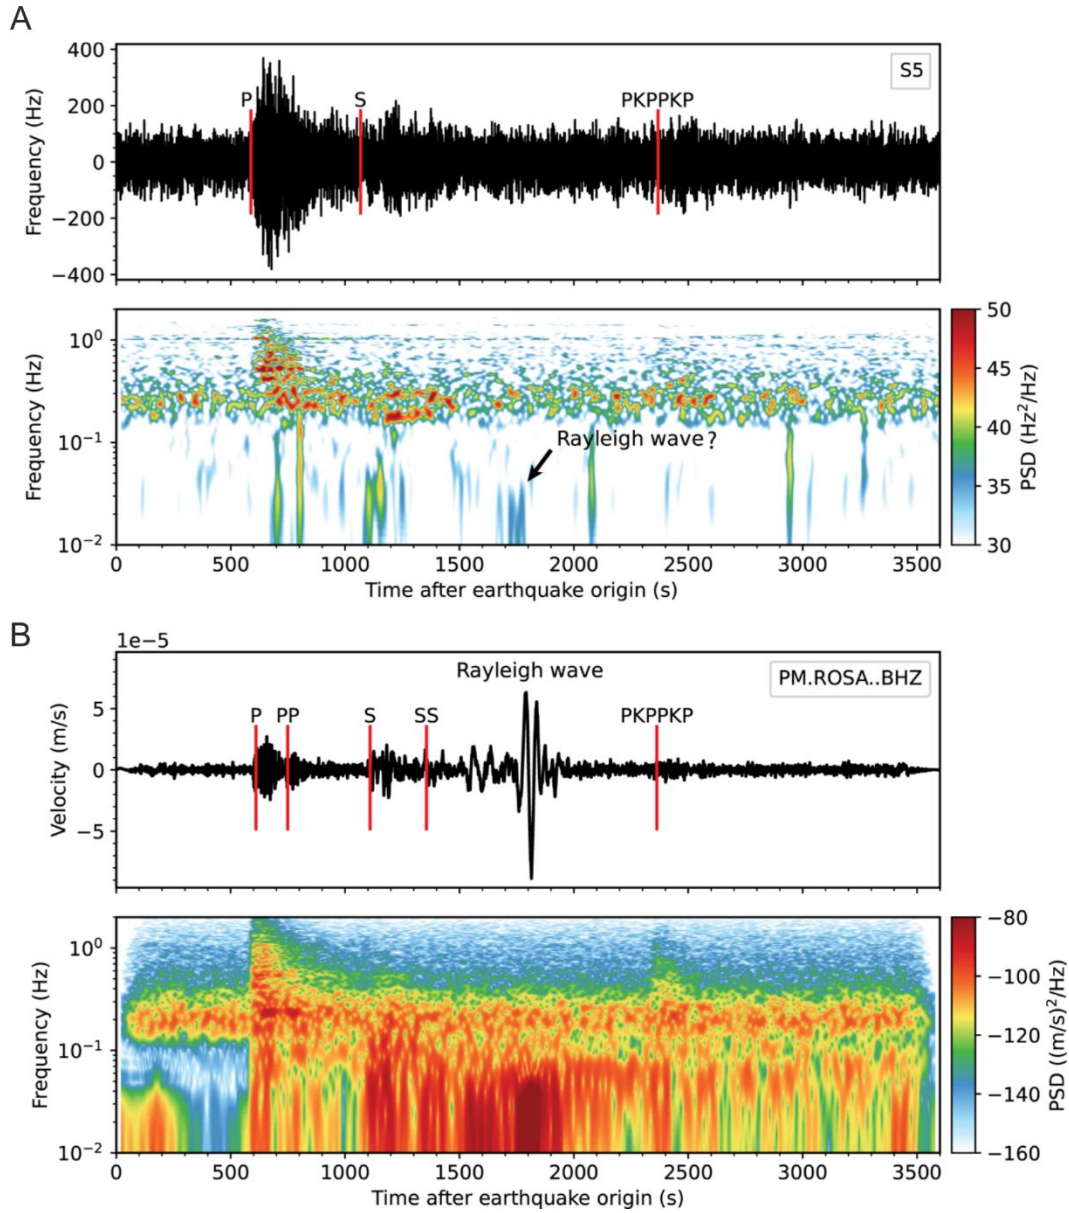 A
400
200
0
−200
−400
Frequency (Hz)
P
S
PKPPKP
S5
10⁰
10⁻¹
10⁻²
Frequency (Hz)
Rayleigh wave?
0 500 1000 1500 2000 2500 3000 3500
Time after earthquake origin (s)
50
45
40
35
30
PSD (Hz²/Hz)
B
1e−5
5
0
−5
Velocity (m/s)
Rayleigh wave
P PP S SS PKPPKP
PM.ROSA..BHZ
10⁰
10⁻¹
10⁻²
Frequency (Hz)
0 500 1000 1500 2000 2500 3000 3500
Time after earthquake origin (s)
−80
−100
−120
−140
−160
PSD ((m/s)²/Hz)